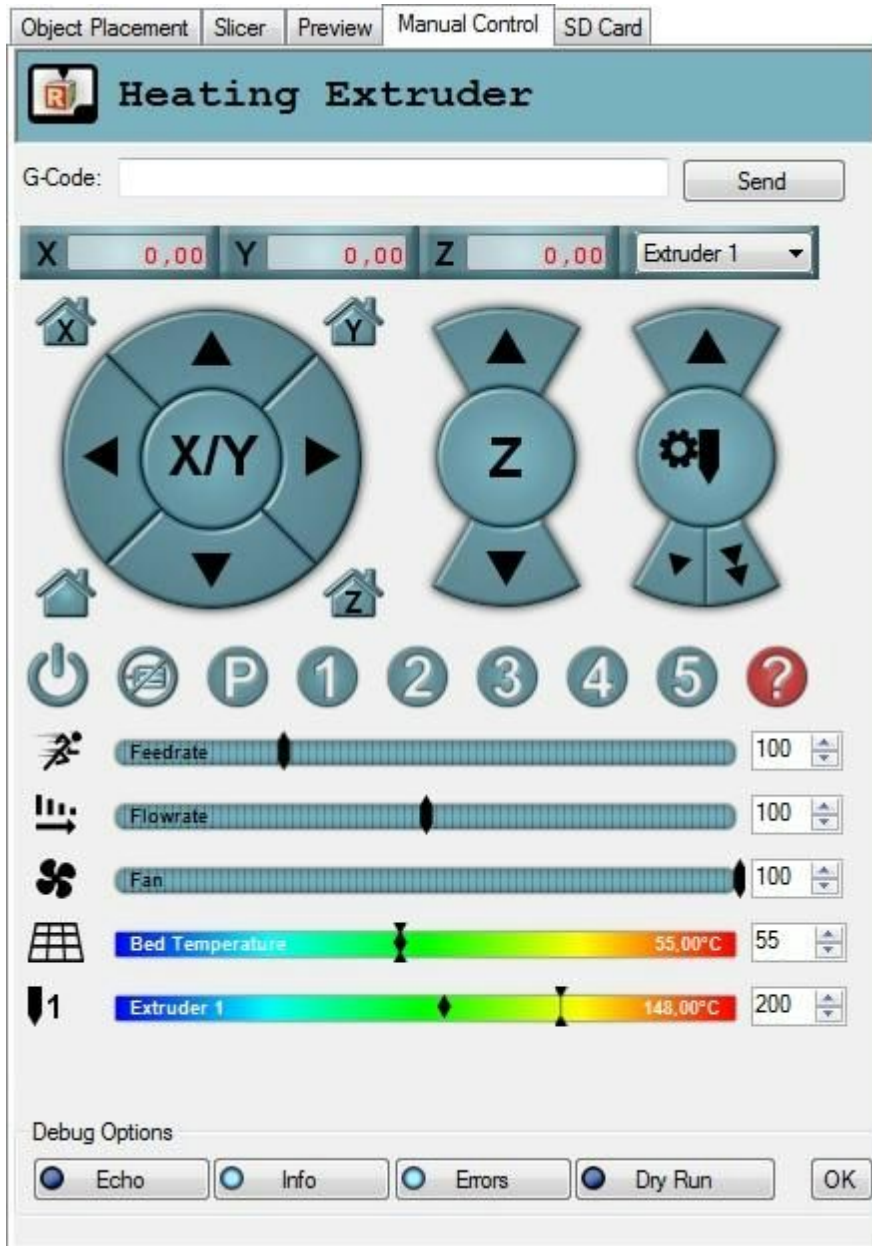 Object Placement Slicer Preview Manual Control SD Card
R Heating Extruder
G-Code: Send
X 0,00 Y 0,00 Z 0,00 Extruder 1
X Y
X/Y Z
Z
P 1 2 3 4 5 ?
Feedrate 100
Flowrate 100
Fan 100
Bed Temperature 55,00°C 55
1 Extruder 1 148,00°C 200
Debug Options
Echo Info Errors Dry Run OK